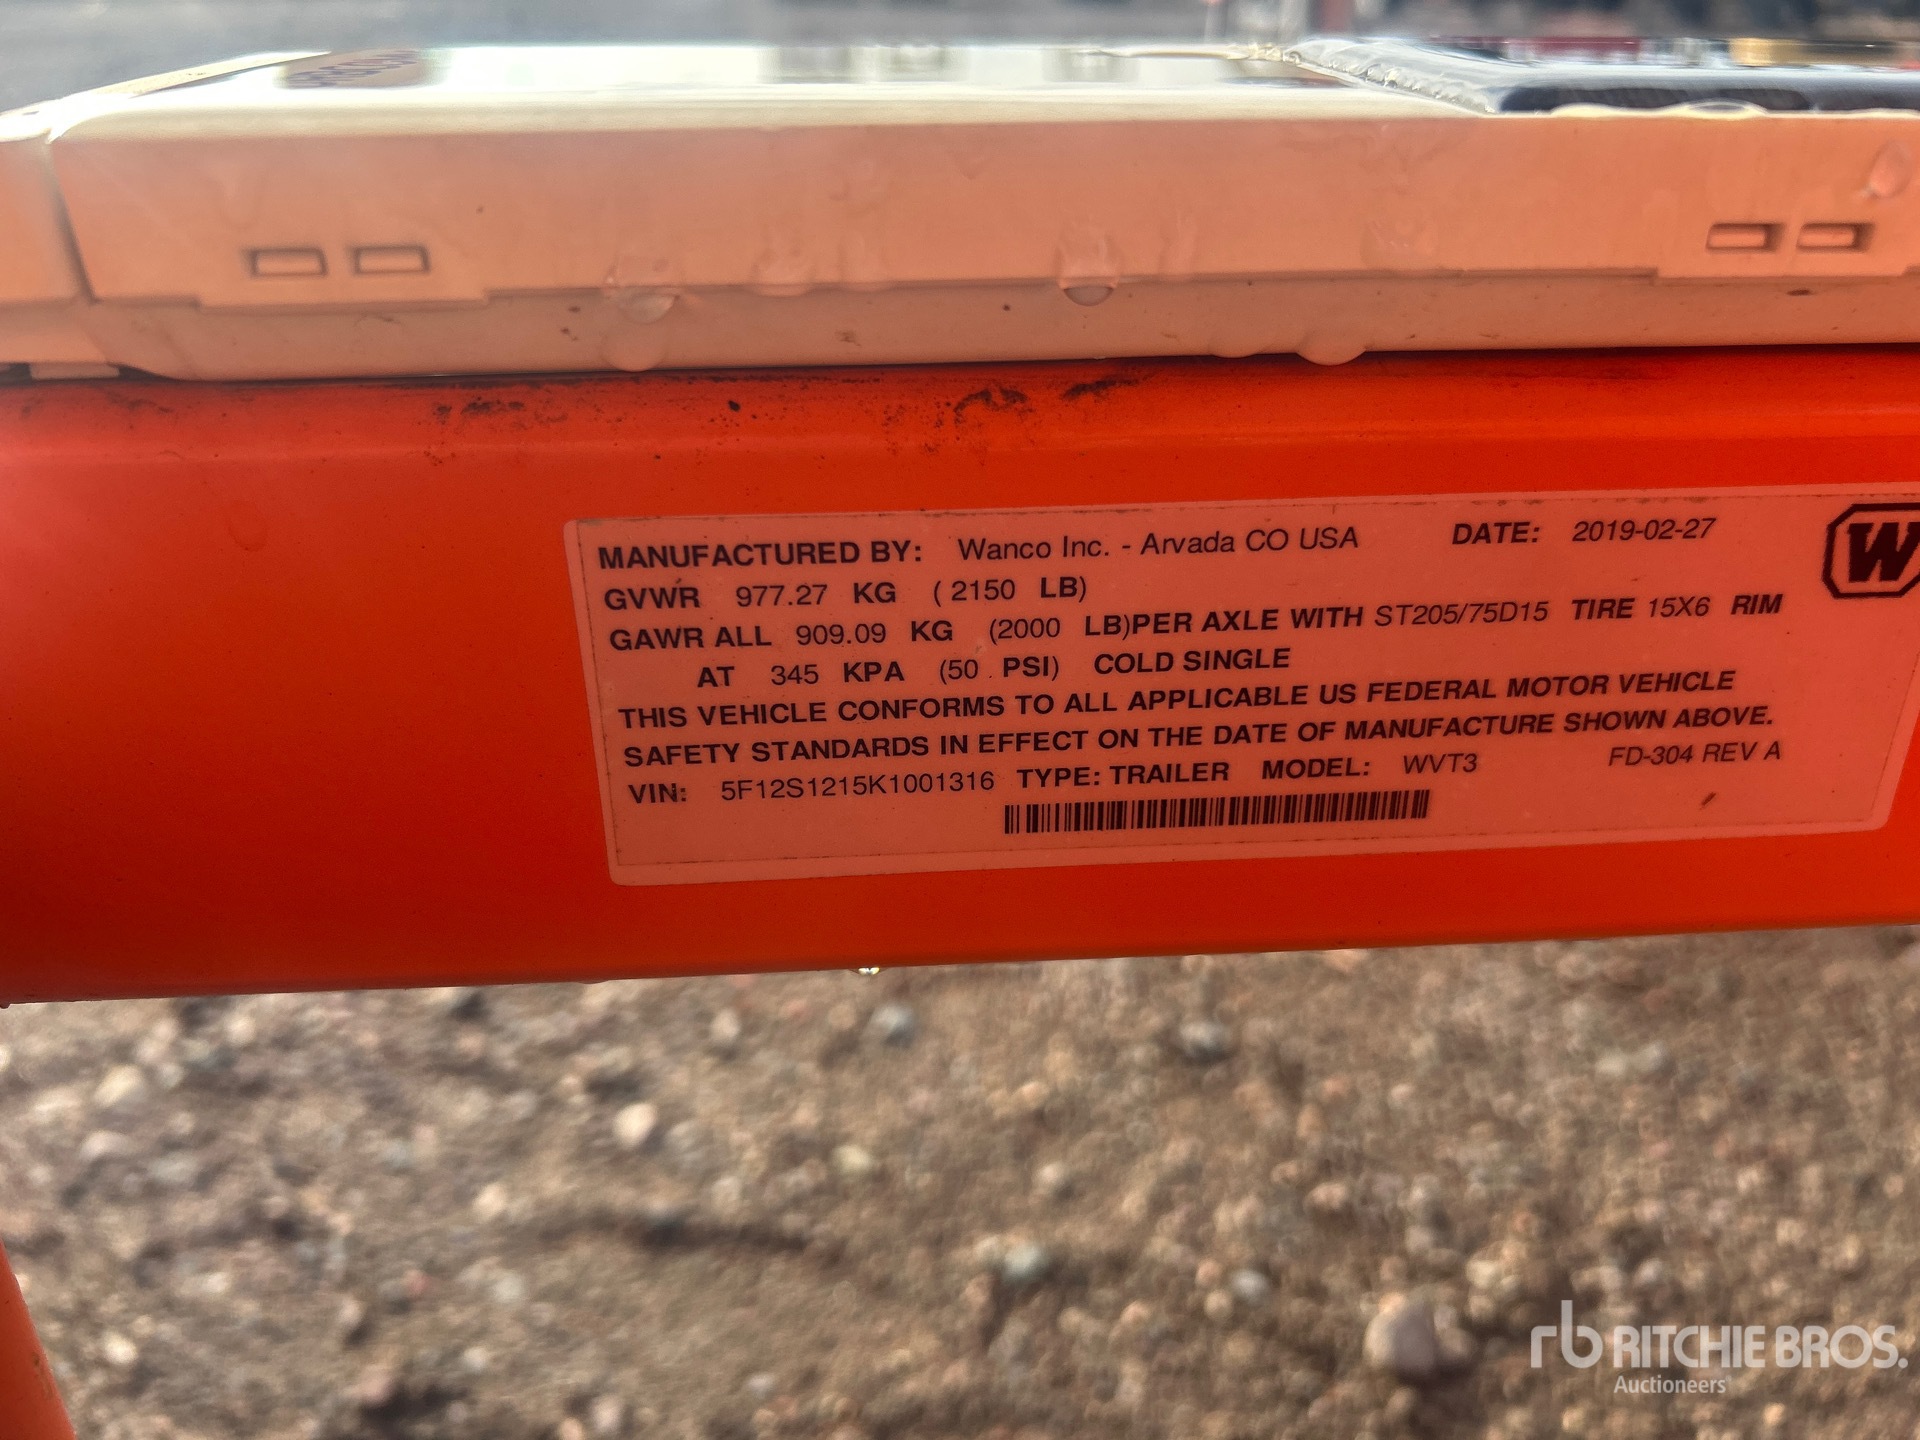 MANUFACTURED BY: Wanco Inc. - Arvada CO USA DATE: 2019-02-27
W
GVWR 977.27 KG ( 2150 LB)
GAWR ALL 909.09 KG (2000 LB)PER AXLE WITH ST205/75D15 TIRE 15X6 RIM
AT 345 KPA (50 PSI) COLD SINGLE
THIS VEHICLE CONFORMS TO ALL APPLICABLE US FEDERAL MOTOR VEHICLE
SAFETY STANDARDS IN EFFECT ON THE DATE OF MANUFACTURE SHOWN ABOVE.
VIN: 5F12S1215K1001316 TYPE: TRAILER MODEL: WVT3 FD-304 REV A
rb RITCHIE BROS.
Auctioneers